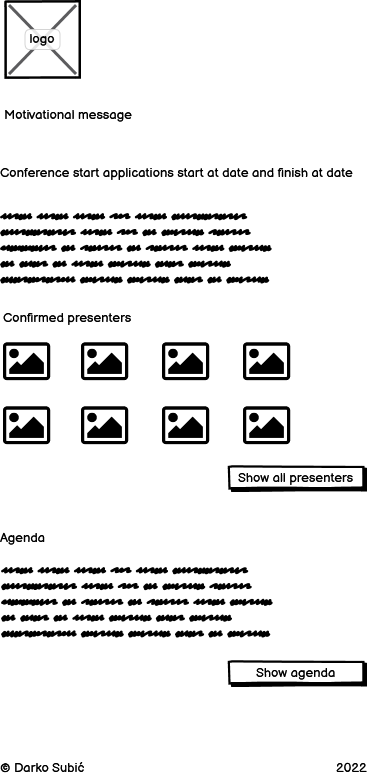 logo
Motivational message
Conference start applications start at date and finish at date
Confirmed presenters
Show all presenters
Agenda
Show agenda
© Darko Subić 2022